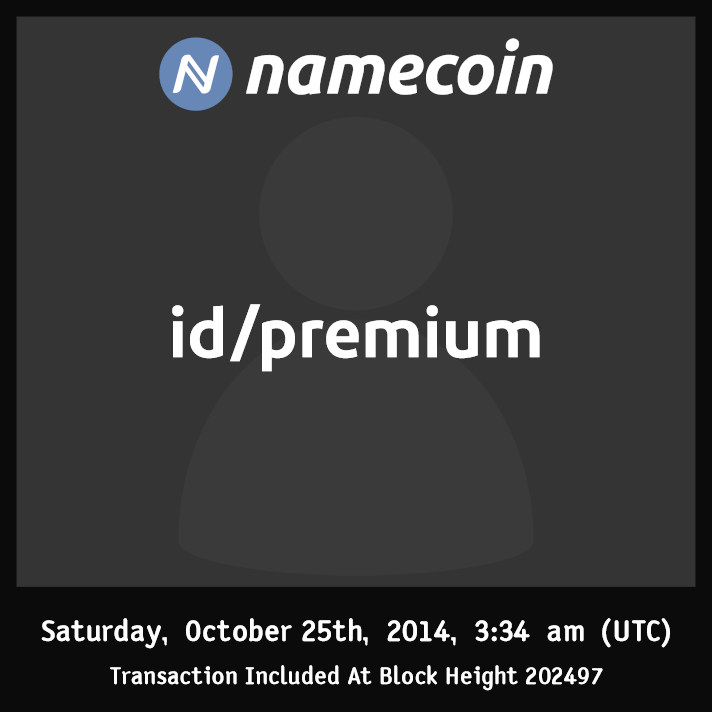 namecoin
id/premium
Saturday, October 25th, 2014, 3:34 am (UTC)
Transaction Included At Block Height 202497